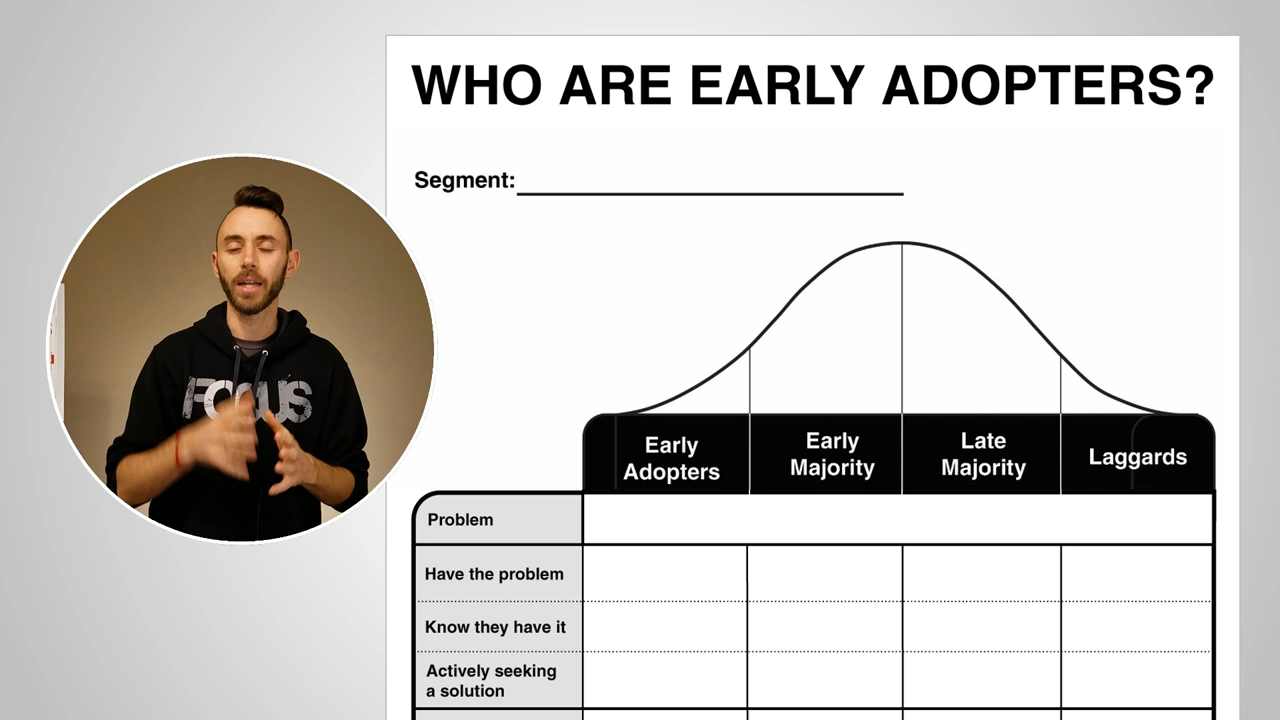 WHO ARE EARLY ADOPTERS?
Segment:
FOCUS
Early
Adopters
Early
Majority
Late
Majority
Laggards
Problem
Have the problem
Know they have it
Actively seeking
a solution